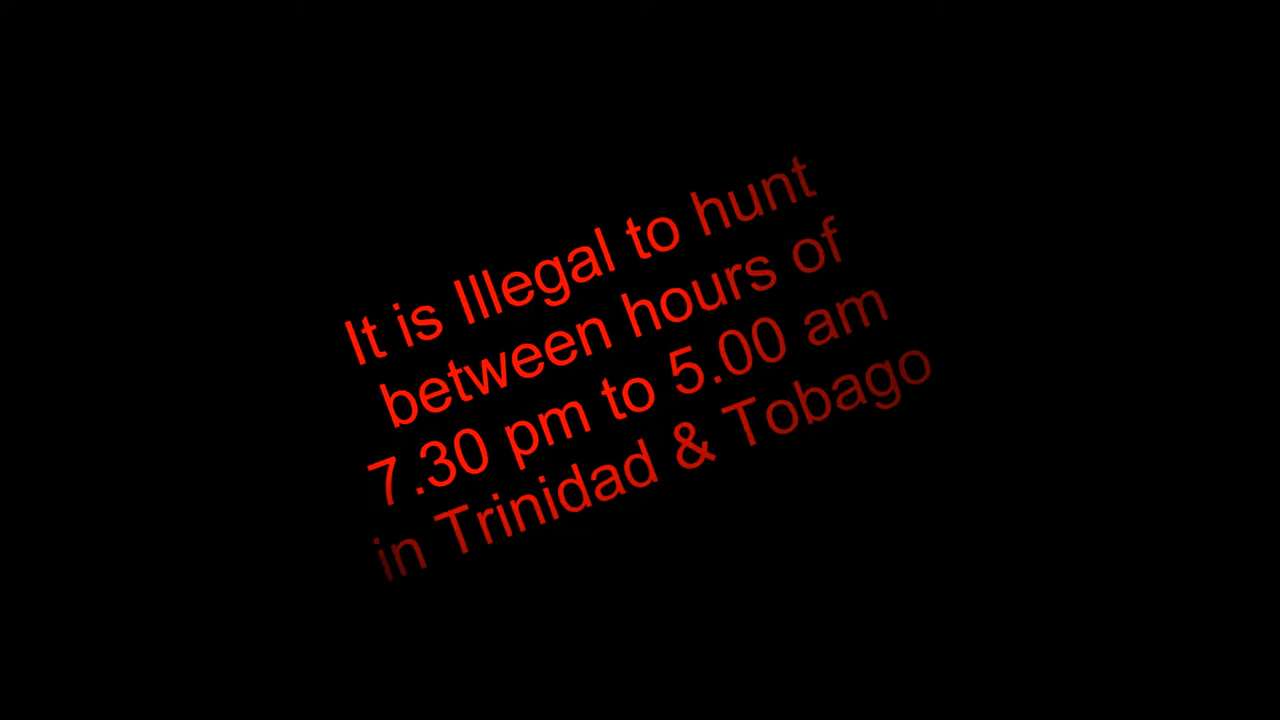 It is Illegal to hunt
between hours of
7.30 pm to 5.00 am
in Trinidad & Tobago